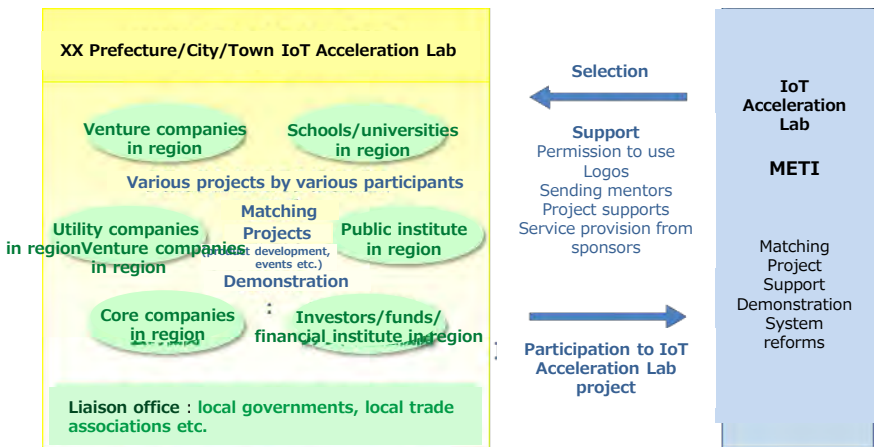 XX Prefecture/City/Town IoT Acceleration Lab
Venture companies
in region
Schools/universities
in region
Various projects by various participants
Utility companies
in regionVenture companies
in region
Matching
Projects
(product development,
events etc.)
Demonstration
:
Public institute
in region
Core companies
in region
Investors/funds/
financial institute in region
Liaison office : local governments, local trade
associations etc.
Selection
Support
Permission to use
Logos
Sending mentors
Project supports
Service provision from
sponsors
Participation to IoT
Acceleration Lab
project
IoT
Acceleration
Lab
METI
Matching
Project
Support
Demonstration
System
reforms